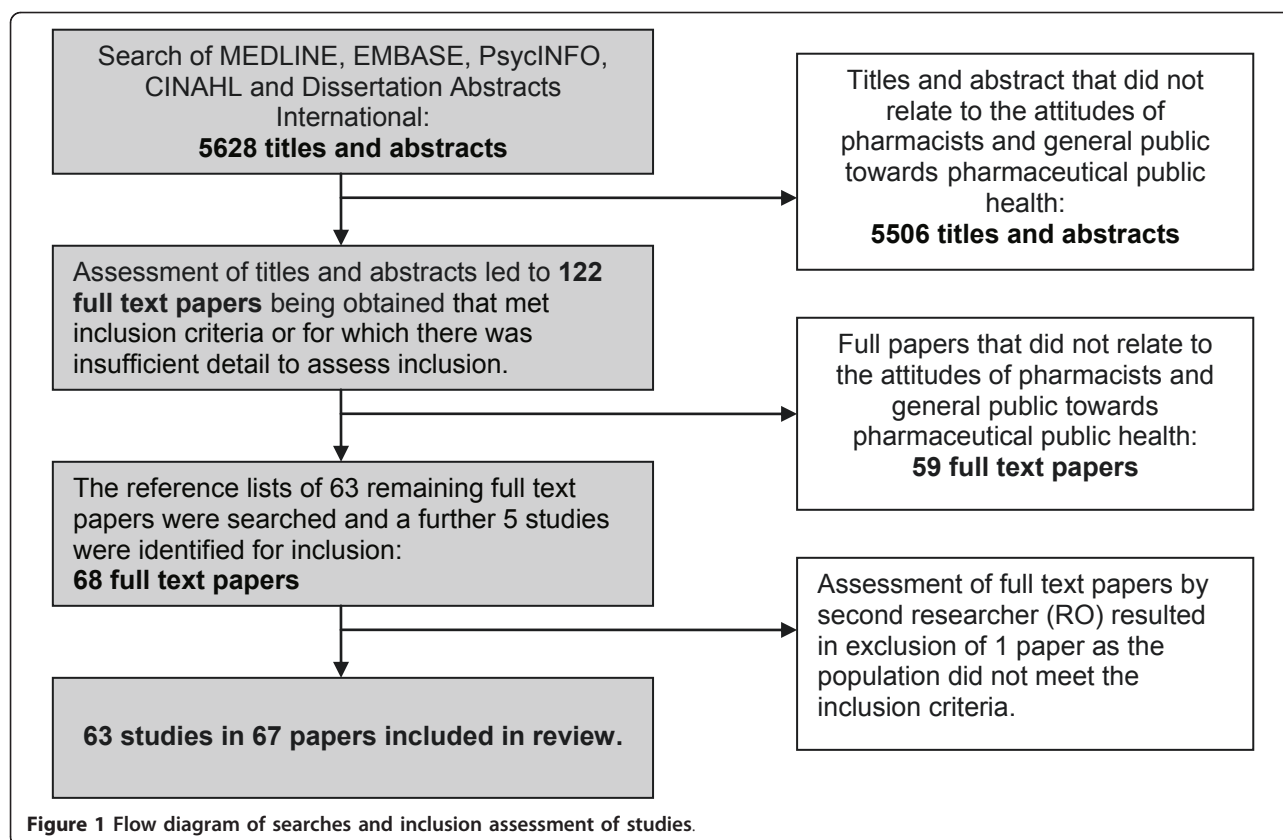 Search of MEDLINE, EMBASE, PsycINFO,
CINAHL and Dissertation Abstracts
International:
5628 titles and abstracts
Titles and abstract that did not
relate to the attitudes of
pharmacists and general public
towards pharmaceutical public
health:
5506 titles and abstracts
Assessment of titles and abstracts led to 122
full text papers being obtained that met
inclusion criteria or for which there was
insufficient detail to assess inclusion.
Full papers that did not relate to
the attitudes of pharmacists and
general public towards
pharmaceutical public health:
59 full text papers
The reference lists of 63 remaining full text
papers were searched and a further 5 studies
were identified for inclusion:
68 full text papers
Assessment of full text papers by
second researcher (RO) resulted
in exclusion of 1 paper as the
population did not meet the
inclusion criteria.
63 studies in 67 papers included in review.
Figure 1 Flow diagram of searches and inclusion assessment of studies.